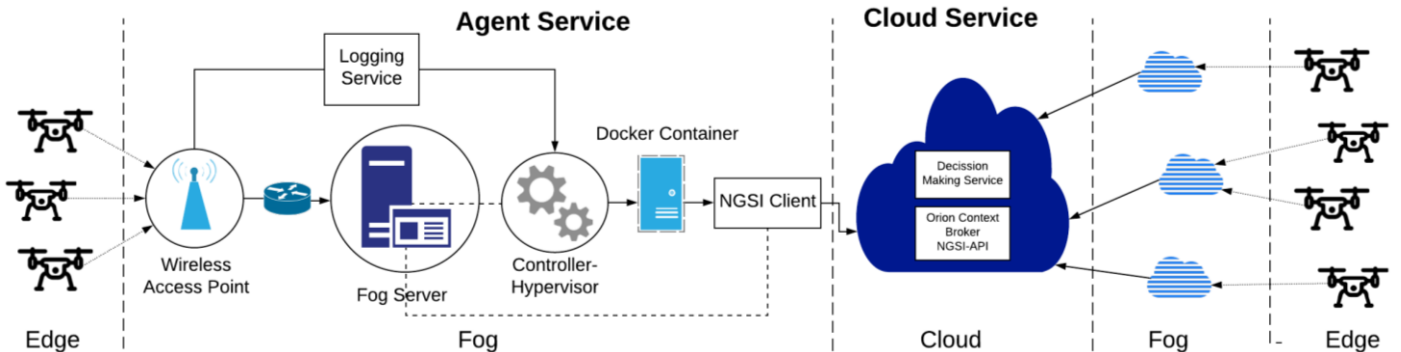 Agent Service
Cloud Service
Logging
Service
Docker Container
NGSI Client
Decission
Making Service
Orion Context
Broker
NGSI-API
Wireless
Access Point
Fog Server
Controller-
Hypervisor
Edge
Fog
Cloud
Fog
Edge